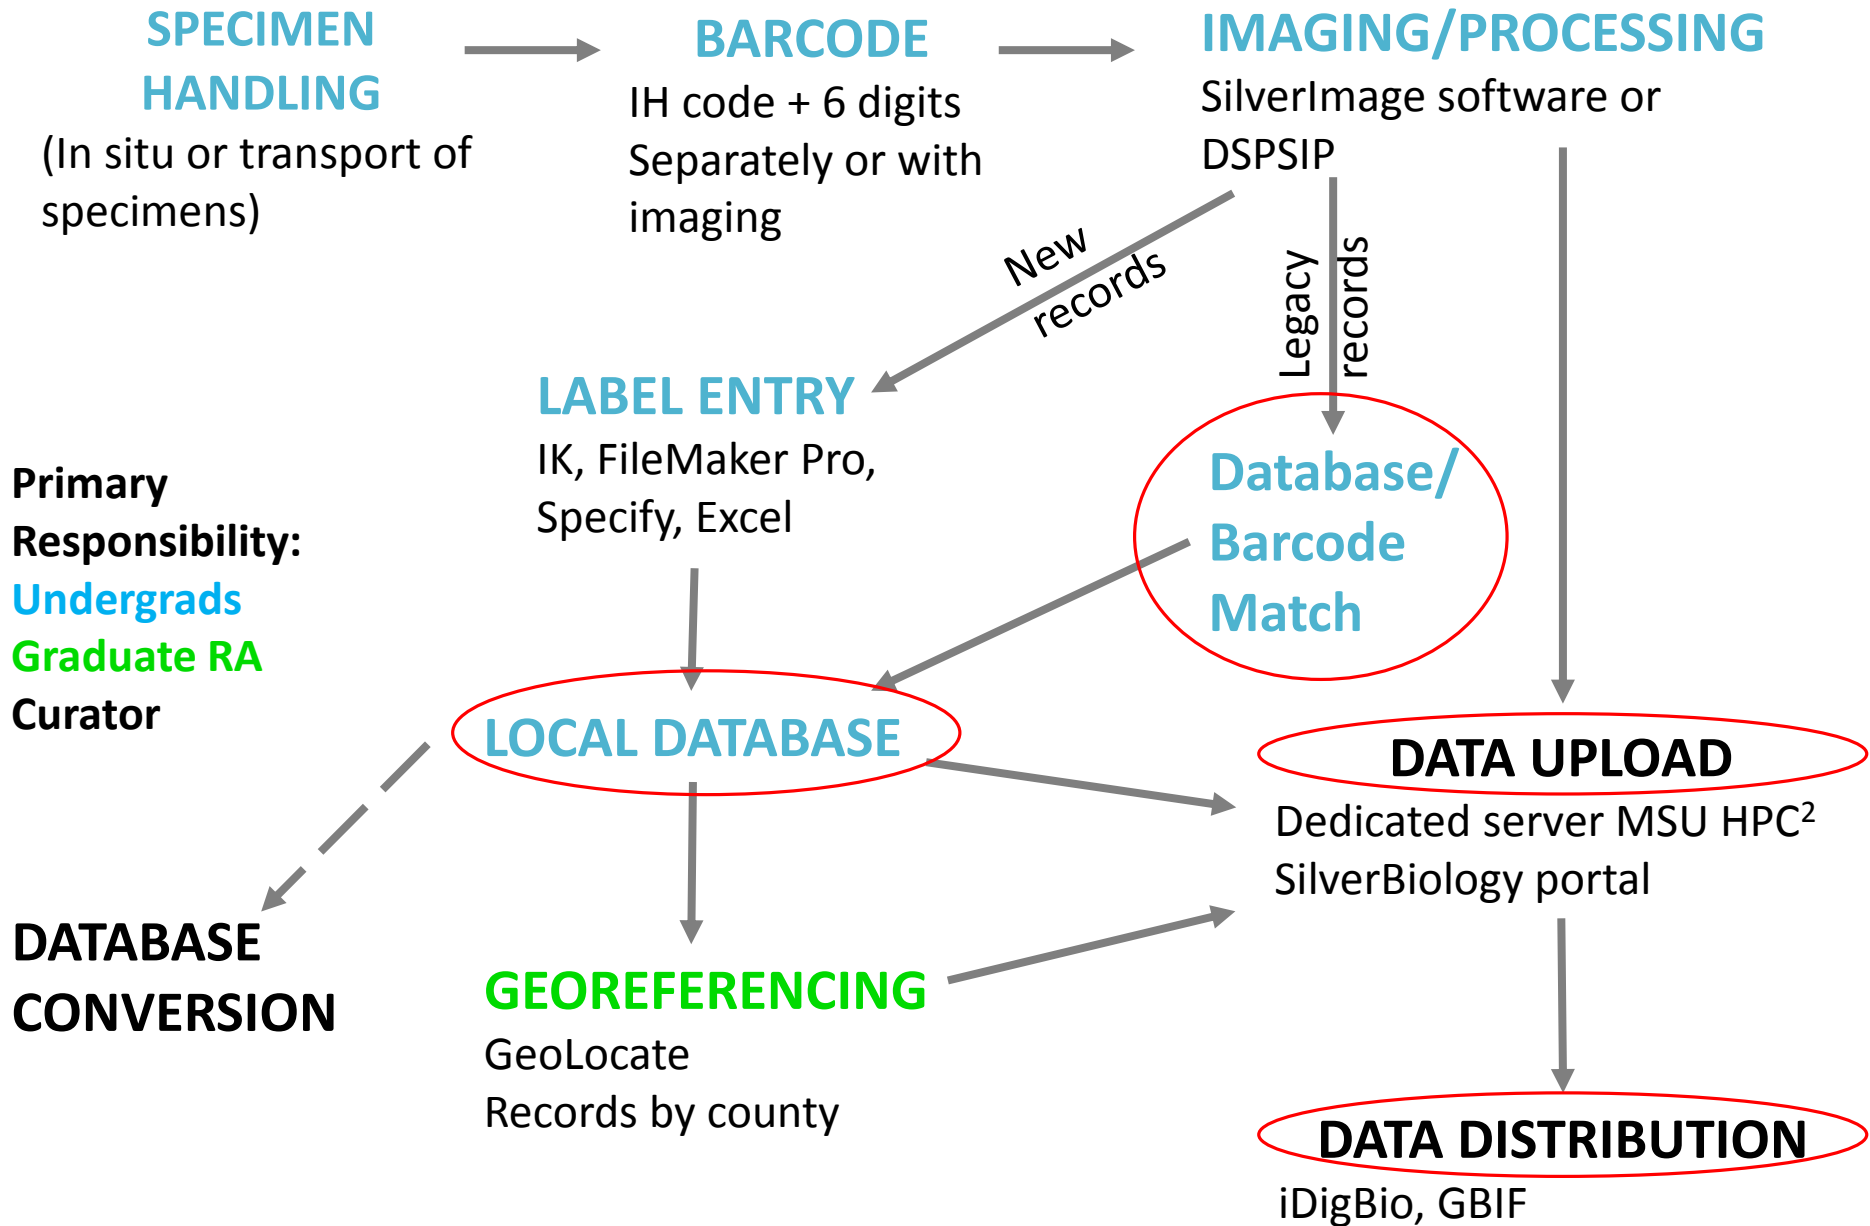 SPECIMEN
HANDLING
(In situ or transport of
specimens)
BARCODE
IH code + 6 digits
Separately or with
imaging
IMAGING/PROCESSING
SilverImage software or
DSPSIP
New
records
Legacy
records
LABEL ENTRY
IK, FileMaker Pro,
Specify, Excel
Database/
Barcode
Match
Primary
Responsibility:
Undergrads
Graduate RA
Curator
LOCAL DATABASE
DATA UPLOAD
Dedicated server MSU HPC²
SilverBiology portal
DATABASE
CONVERSION
GEOREFERENCING
GeoLocate
Records by county
DATA DISTRIBUTION
iDigBio, GBIF